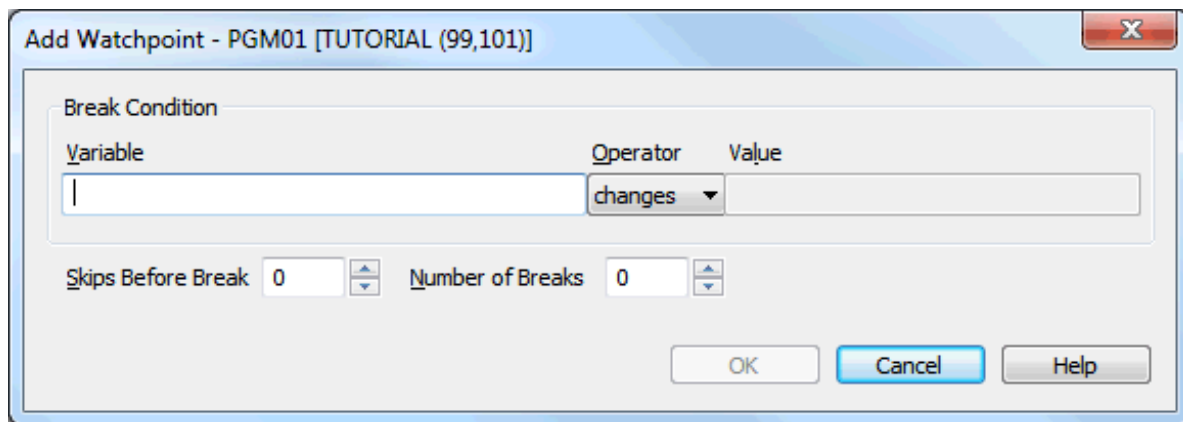 Add Watchpoint - PGM01 [TUTORIAL (99,101)]
Break Condition
Variable Operator Value
changes
Skips Before Break 0 Number of Breaks 0
OK Cancel Help